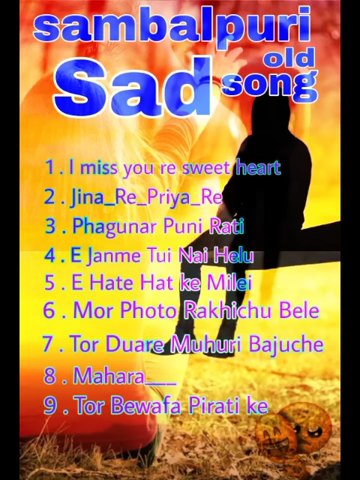 sambalpuri
old
Sad song
1 . I miss you re sweet heart
2 . Jina_Re_Priya_Re
3 . Phagunar Puni Rati
4 . E Janme Tui Nai Helu
5 . E Hate Hat ke Milei
6 . Mor Photo Rakhichu Bele
7 . Tor Duare Muhuri Bajuche
8 . Mahara___
9 . Tor Bewafa Pirati ke